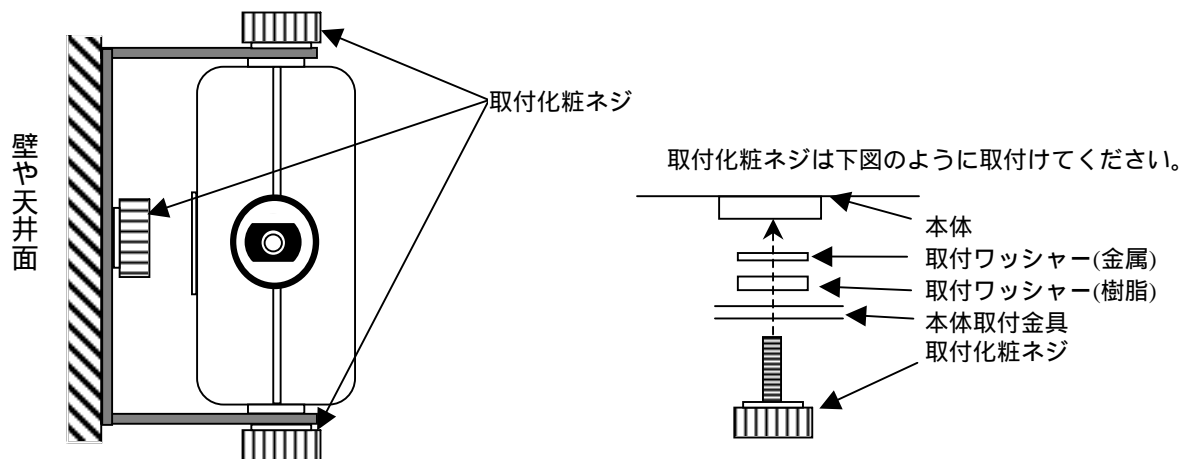 壁や天井面
取付化粧ネジ
取付化粧ネジは下図のように取付けてください。
本体
取付ワッシャー(金属)
取付ワッシャー(樹脂)
本体取付金具
取付化粧ネジ